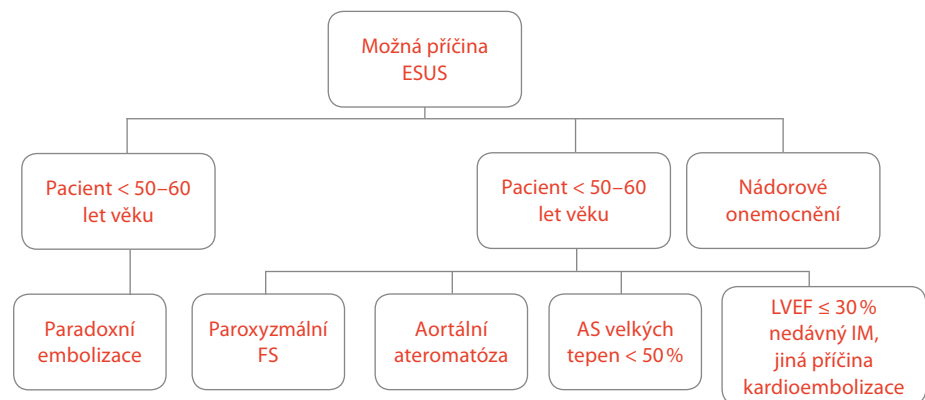 Možná příčina
ESUS
Pacient < 50–60
let věku
Pacient < 50–60
let věku
Nádorové
onemocnění
Paradoxní
embolizace
Paroxyzmální
FS
Aortální
ateromatóza
AS velkých
tepen < 50 %
LVEF ≤ 30 %
nedávný IM,
jiná příčina
kardioembolizace